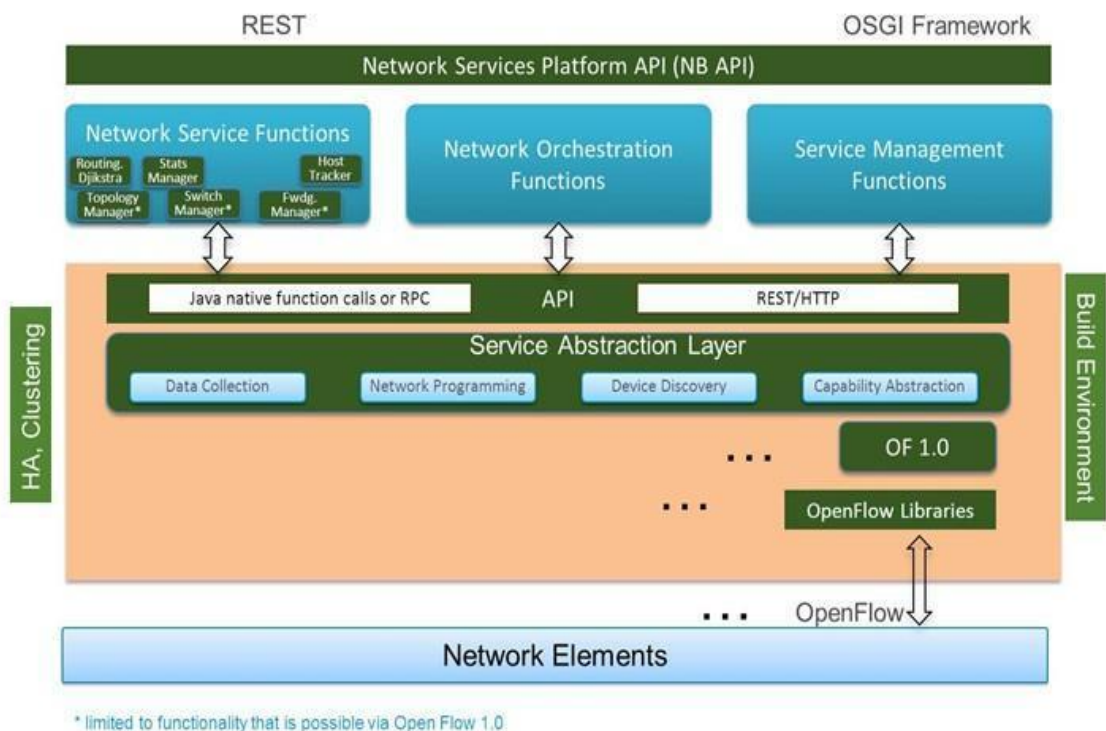 REST
OSGI Framework
Network Services Platform API (NB API)
Network Service Functions
Routing.
Djikstra
Stats
Manager
Host
Tracker
Topology
Manager*
Switch
Manager*
Fwdg.
Manager*
Network Orchestration
Functions
Service Management
Functions
HA, Clustering
Java native function calls or RPC
API
REST/HTTP
Service Abstraction Layer
Data Collection
Network Programming
Device Discovery
Capability Abstraction
... OF 1.0
... OpenFlow Libraries
Build Environment
... OpenFlow
Network Elements
* limited to functionality that is possible via Open Flow 1.0